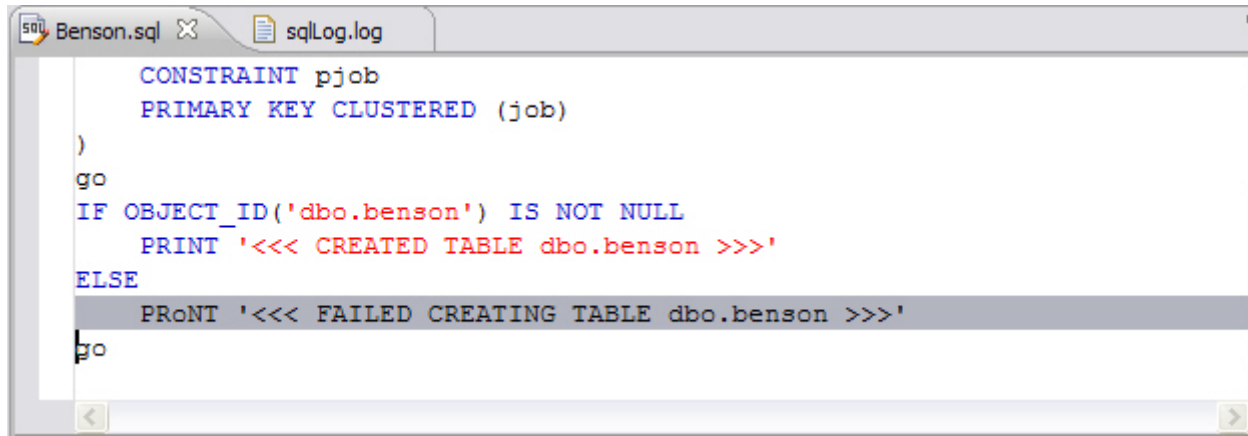 Benson.sql sqlLog.log
CONSTRAINT pjob
PRIMARY KEY CLUSTERED (job)
)
go
IF OBJECT_ID('dbo.benson') IS NOT NULL
PRINT '<<< CREATED TABLE dbo.benson >>>'
ELSE
PRoNT '<<< FAILED CREATING TABLE dbo.benson >>>'
go